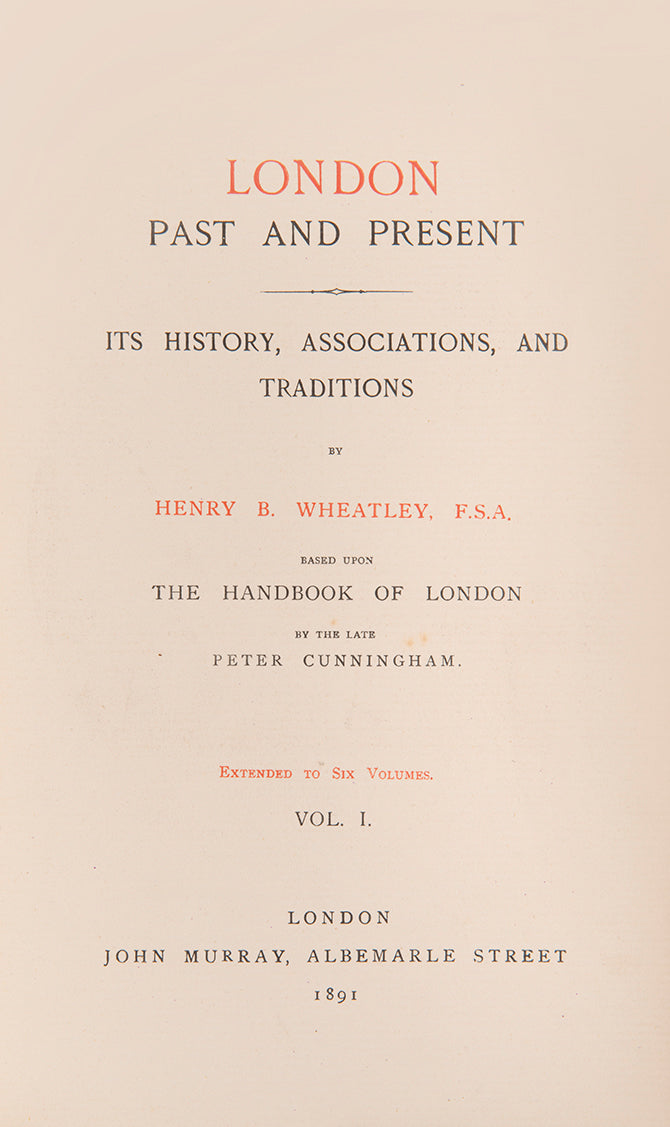 LONDON
PAST AND PRESENT
ITS HISTORY, ASSOCIATIONS, AND
TRADITIONS
BY
HENRY B. WHEATLEY, F.S.A.
BASED UPON
THE HANDBOOK OF LONDON
BY THE LATE
PETER CUNNINGHAM.
EXTENDED TO SIX VOLUMES.
VOL. I.
LONDON
JOHN MURRAY, ALBEMARLE STREET
1891